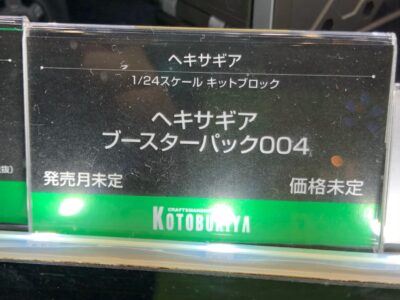 ヘキサギア
1/24スケール キットブロック
ヘキサギア
ブースターパック004
発売月未定
価格未定
KOTOBUKIYA